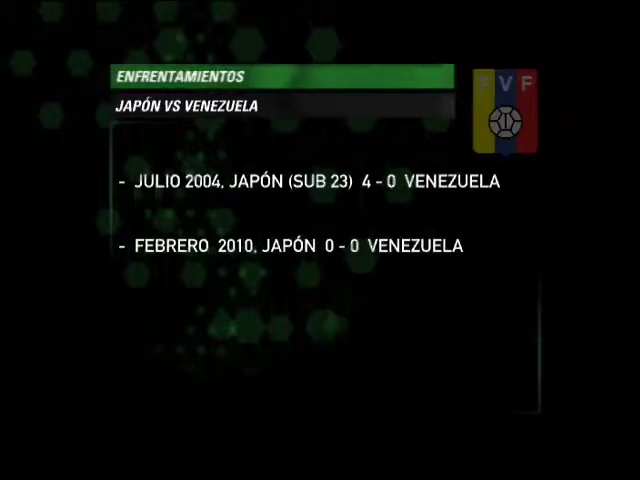 ENFRENTAMIENTOS
JAPÓN VS VENEZUELA
FVF
- JULIO 2004, JAPÓN (SUB 23) 4 - 0 VENEZUELA
- FEBRERO 2010, JAPÓN 0 - 0 VENEZUELA